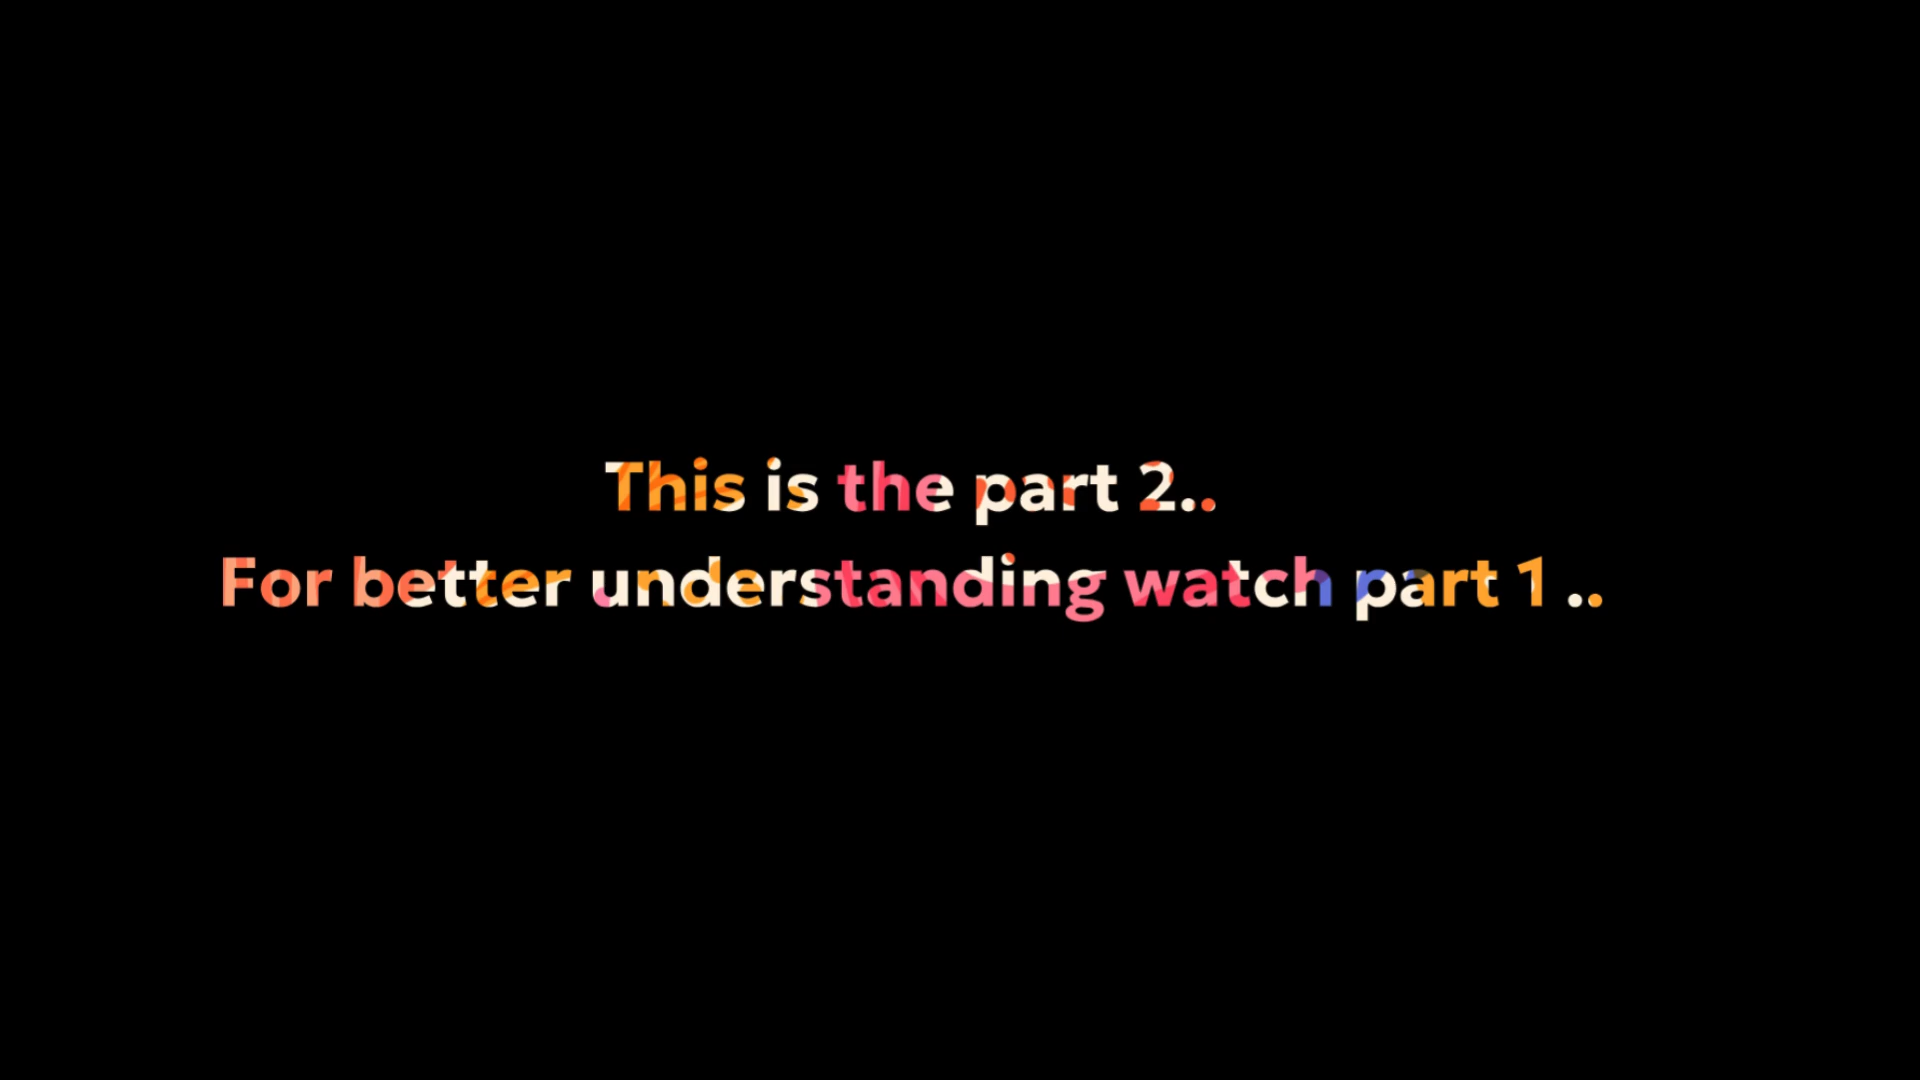 This is the part 2..
For better understanding watch part 1 ..